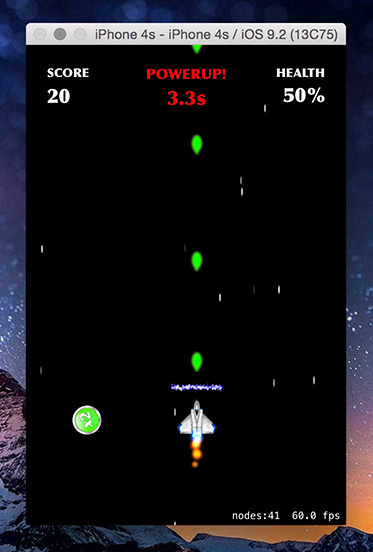 iPhone 4s - iPhone 4s / iOS 9.2 (13C75)
SCORE
20
POWERUP!
3.3s
HEALTH
50%
x2
nodes:41 60.0 fps